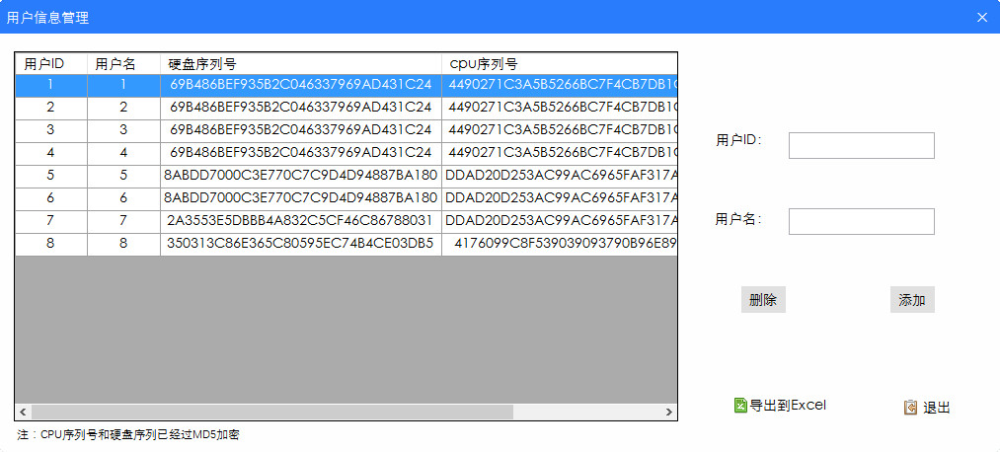 用户信息管理
用户ID 用户名 硬盘序列号 cpu序列号
1 1 69B486BEF935B2C046337969AD431C24 4490271C3A5B5266BC7F4CB7DB1C
2 2 69B486BEF935B2C046337969AD431C24 4490271C3A5B5266BC7F4CB7DB1C
3 3 69B486BEF935B2C046337969AD431C24 4490271C3A5B5266BC7F4CB7DB1C
4 4 69B486BEF935B2C046337969AD431C24 4490271C3A5B5266BC7F4CB7DB1C
5 5 8ABDD7000C3E770C7C9D4D94887BA180 DDAD20D253AC99AC6965FAF317A
6 6 8ABDD7000C3E770C7C9D4D94887BA180 DDAD20D253AC99AC6965FAF317A
7 7 2A3553E5DBBB4A832C5CF46C86788031 DDAD20D253AC99AC6965FAF317A
8 8 350313C86E365C80595EC74B4CE03DB5 4176099C8F539039093790B96E89
用户ID：
用户名：
删除 添加
导出到Excel 退出
注：CPU序列号和硬盘序列已经过MD5加密